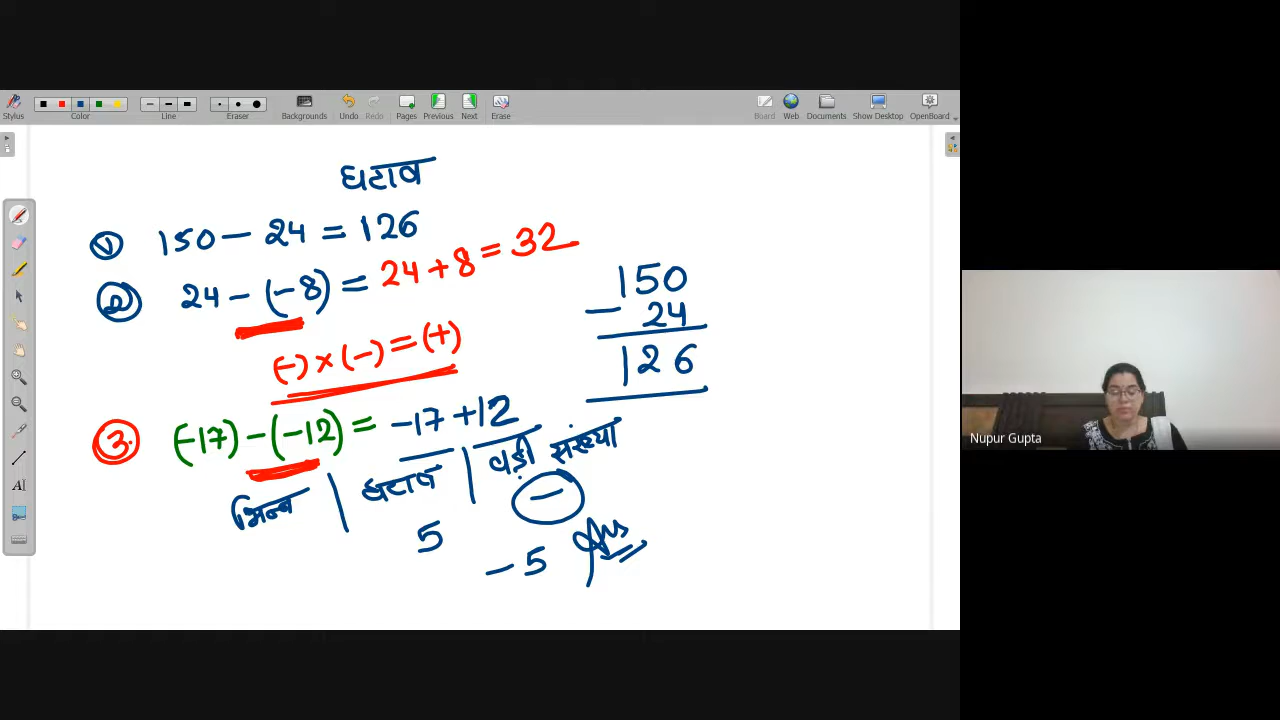 Stylus Color Line Eraser Backgrounds Undo Redo Pages Previous Next Erase Board Web Documents Show Desktop OpenBoard
घटाव
① 150 – 24 = 126
② 24 – (–8) = 24 + 8 = 32
(–) × (–) = (+)
150
– 24
126
③ (–17) – (–12) = –17 + 12
भिन्न | घटाव | बड़ी संख्या
–
5
–5 Ans
Nupur Gupta